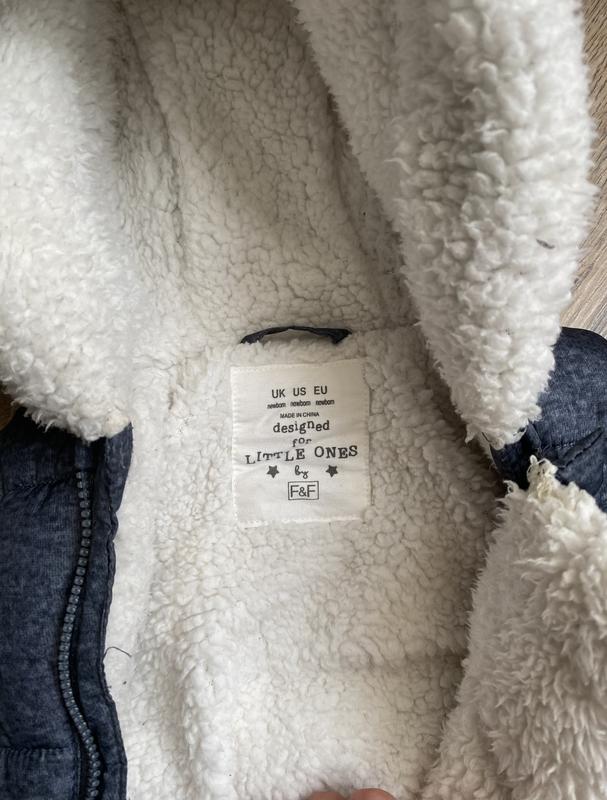 UK US EU
newborn newborn newborn
MADE IN CHINA
designed
for
LITTLE ONES
by
F&F